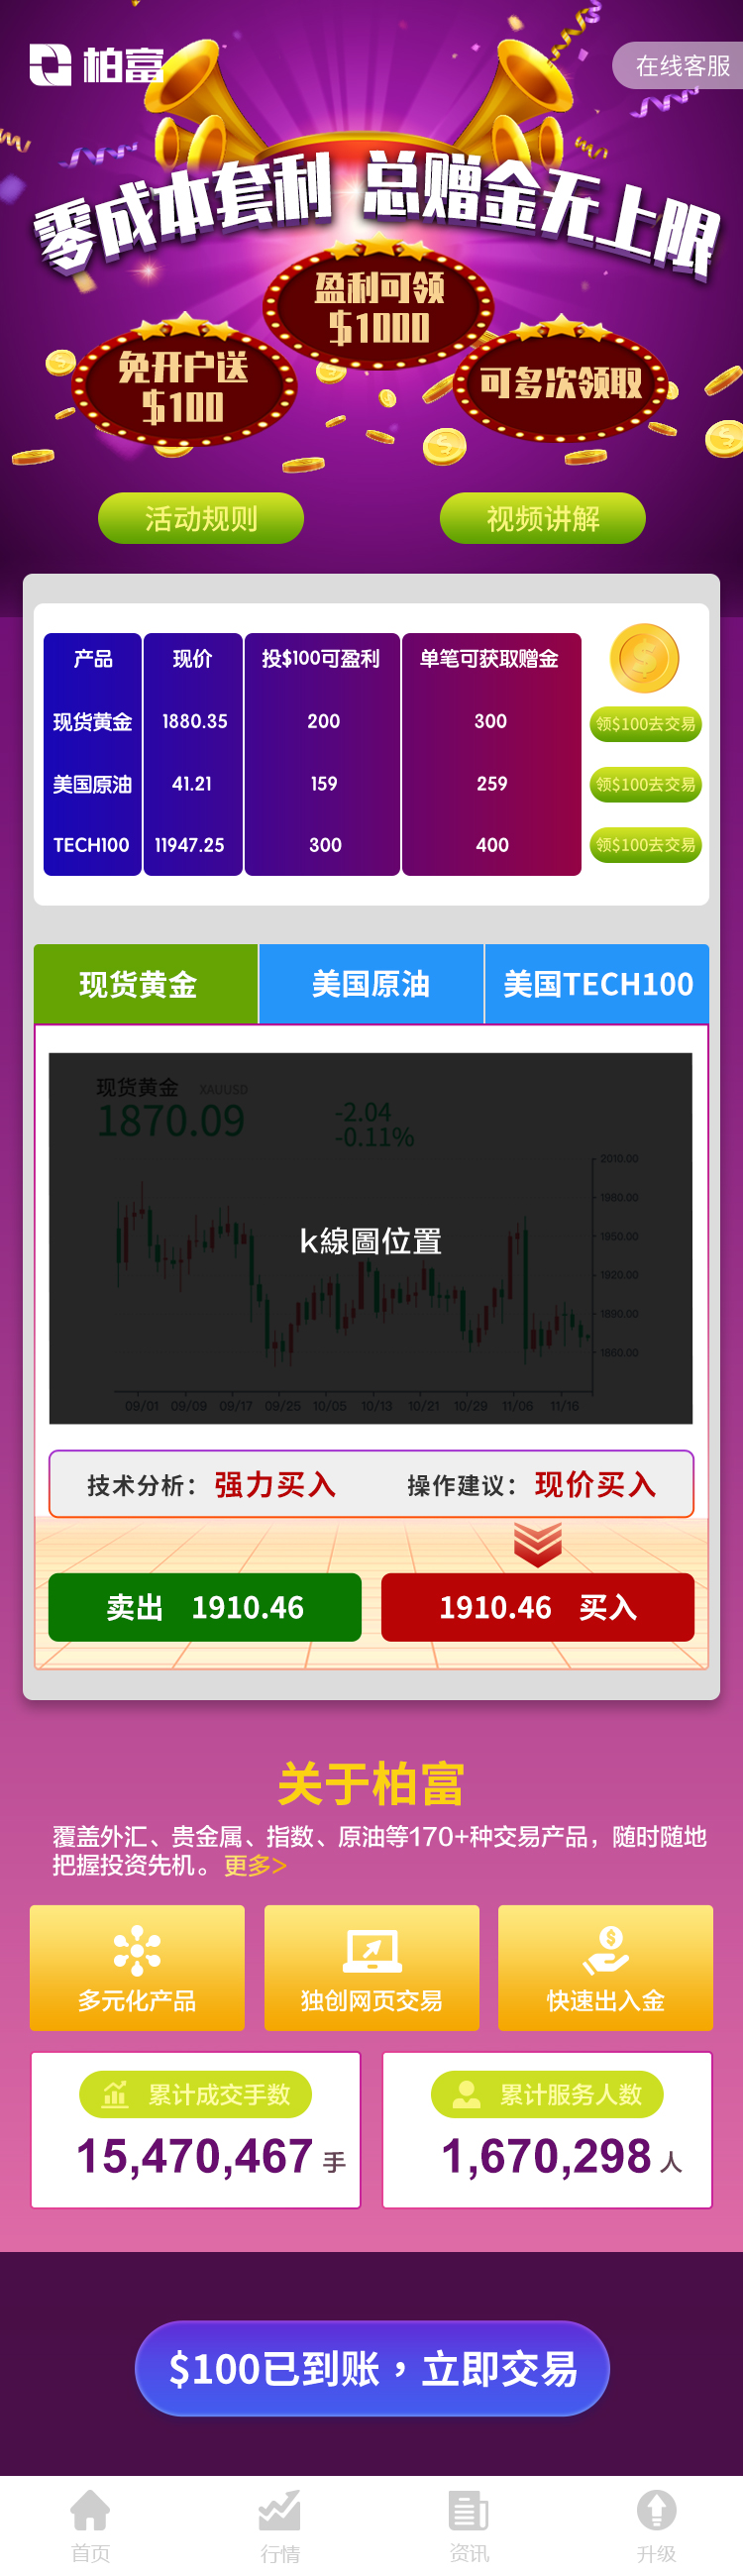 柏富
在线客服
零成本套利 总赠金无上限
盈利可领
$1000
免开户送
$100
可多次领取
活动规则
视频讲解
产品 现价 投$100可盈利 单笔可获取赠金
现货黄金 1880.35 200 300 领$100去交易
美国原油 41.21 159 259 领$100去交易
TECH100 11947.25 300 400 领$100去交易
现货黄金 美国原油 美国TECH100
现货黄金 XAUUSD
1870.09
-2.04
-0.11%
2010.00
1980.00
1950.00
1920.00
1890.00
1860.00
k線圖位置
09/01 09/09 09/17 09/25 10/05 10/13 10/21 10/29 11/06 11/16
技术分析：强力买入 操作建议：现价买入
卖出 1910.46
1910.46 买入
关于柏富
覆盖外汇、贵金属、指数、原油等170+种交易产品，随时随地
把握投资先机。更多>
多元化产品 独创网页交易 快速出入金
累计成交手数
15,470,467 手
累计服务人数
1,670,298 人
$100已到账，立即交易
首页 行情 资讯 升级